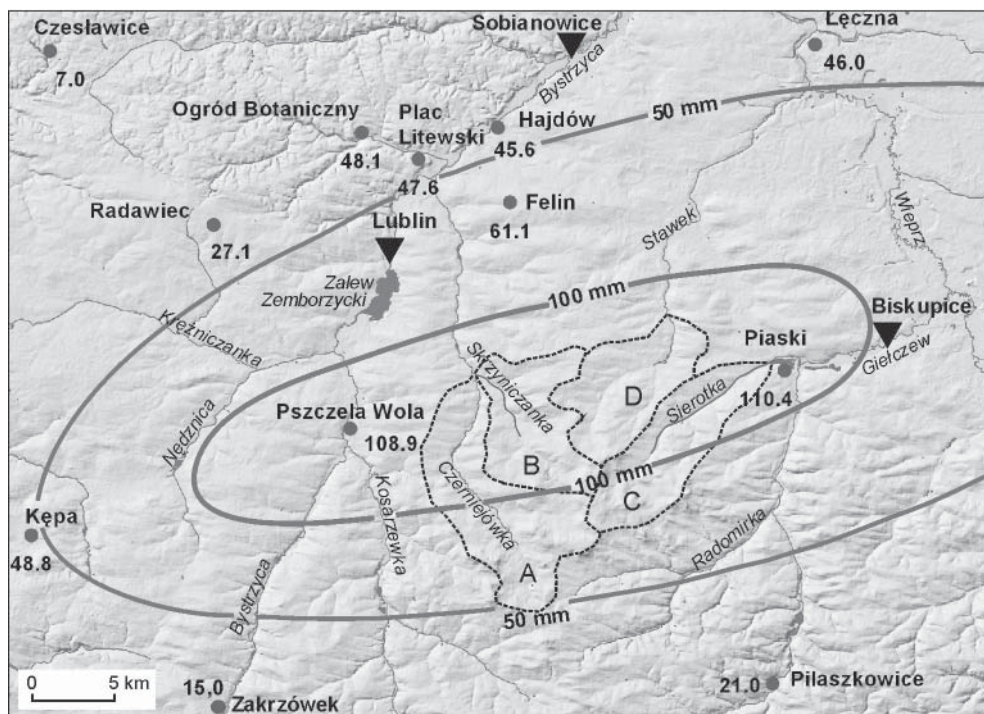 Czesławice
7.0
Sobianowice
Łęczna
46.0
Bystrzyca
50 mm
Ogród Botaniczny
48.1
Plac
Litewski
47.6
Hajdów
45.6
Felin
61.1
Radawiec
27.1
Lublin
Zalew
Zemborzycki
Stawek
Wieprz
100 mm
Biskupice
Giełczew
Piaski
110.4
Krężniczanka
Skrzyniczanka
Sierotka
D
Pszczela Wola
108.9
Nędznica
B
100 mm
C
Czerniejówka
Kosarzewka
Radomirka
Kępa
48.8
A
50 mm
Bystrzyca
0 5 km
15,0
Zakrzówek
21.0
Pilaszkowice